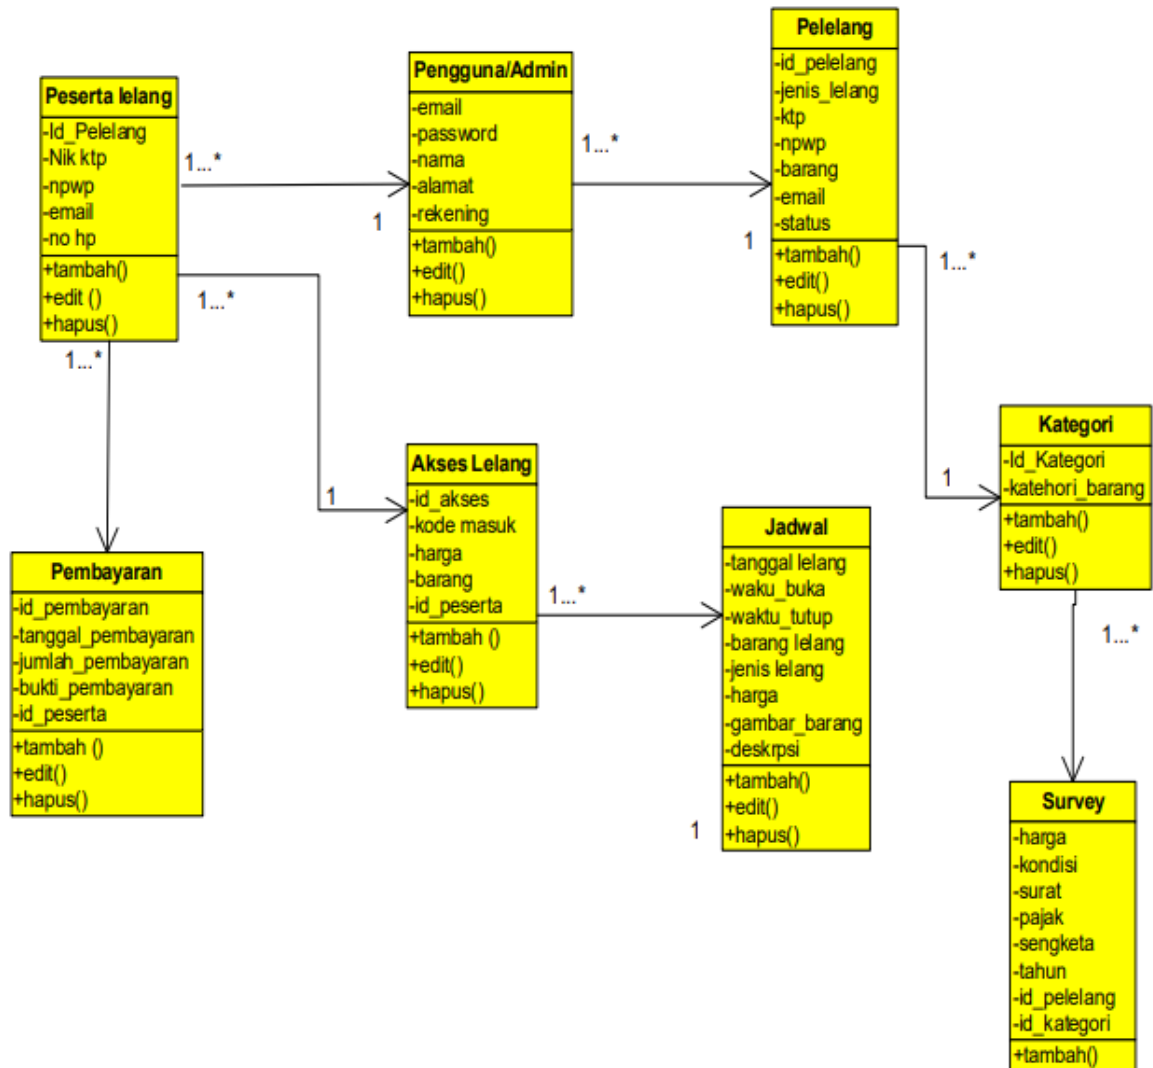 Peserta lelang
-Id_Pelelang
-Nik ktp
-npwp
-email
-no hp
+tambah()
+edit ()
+hapus()
1...*
1
1...*
1...*
Pengguna/Admin
-email
-password
-nama
-alamat
-rekening
+tambah()
+edit()
+hapus()
1...*
1
Pelelang
-id_pelelang
-jenis_lelang
-ktp
-npwp
-barang
-email
-status
+tambah()
+edit()
+hapus()
1...*
1
Kategori
-Id_Kategori
-katehori_barang
+tambah()
+edit()
+hapus()
1...*
1
Akses Lelang
-id_akses
-kode masuk
-harga
-barang
-id_peserta
+tambah ()
+edit()
+hapus()
1...*
Jadwal
-tanggal lelang
-waku_buka
-waktu_tutup
-barang lelang
-jenis lelang
-harga
-gambar_barang
-deskrpsi
+tambah()
+edit()
+hapus()
1
Pembayaran
-id_pembayaran
-tanggal_pembayaran
-jumlah_pembayaran
-bukti_pembayaran
-id_peserta
+tambah ()
+edit()
+hapus()
Survey
-harga
-kondisi
-surat
-pajak
-sengketa
-tahun
-id_pelelang
-id_kategori
+tambah()